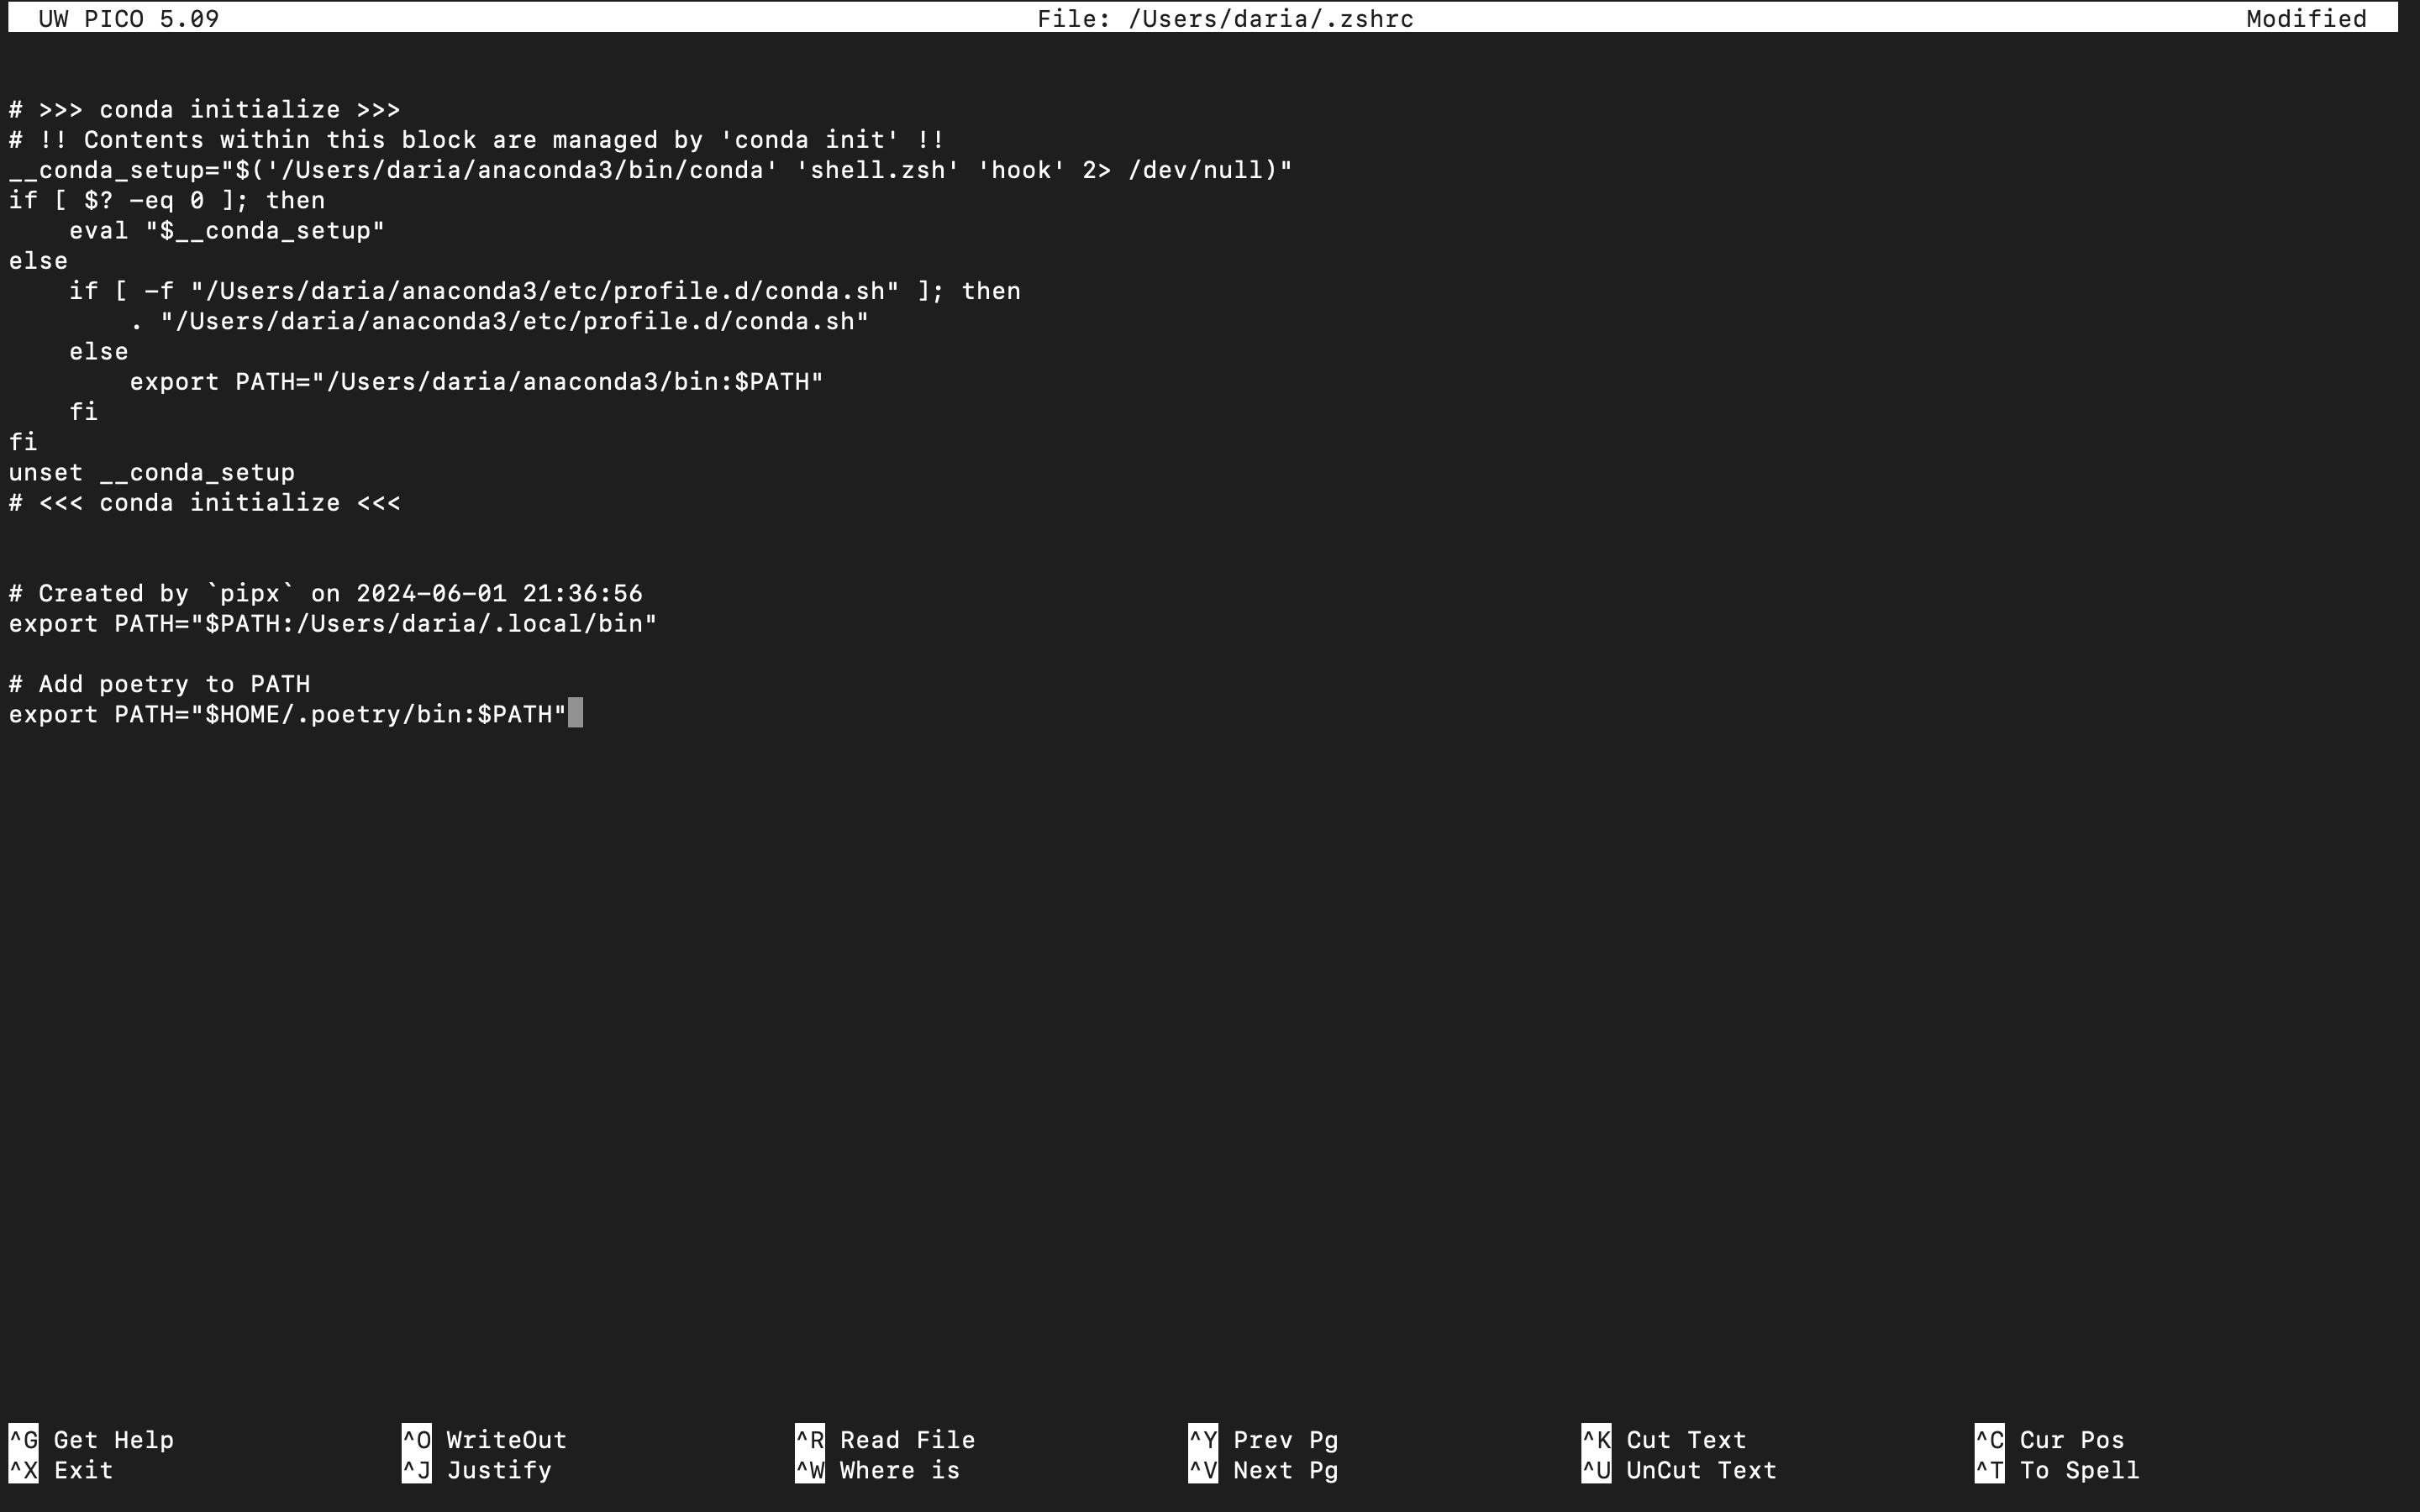 UW PICO 5.09 File: /Users/daria/.zshrc Modified
# >>> conda initialize >>>
# !! Contents within this block are managed by 'conda init' !!
__conda_setup="$('/Users/daria/anaconda3/bin/conda' 'shell.zsh' 'hook' 2> /dev/null)"
if [ $? -eq 0 ]; then
    eval "$__conda_setup"
else
    if [ -f "/Users/daria/anaconda3/etc/profile.d/conda.sh" ]; then
        . "/Users/daria/anaconda3/etc/profile.d/conda.sh"
    else
        export PATH="/Users/daria/anaconda3/bin:$PATH"
    fi
fi
unset __conda_setup
# <<< conda initialize <<<
# Created by `pipx` on 2024-06-01 21:36:56
export PATH="$PATH:/Users/daria/.local/bin"
# Add poetry to PATH
export PATH="$HOME/.poetry/bin:$PATH"
^G Get Help ^O WriteOut ^R Read File ^Y Prev Pg ^K Cut Text ^C Cur Pos
^X Exit ^J Justify ^W Where is ^V Next Pg ^U UnCut Text ^T To Spell